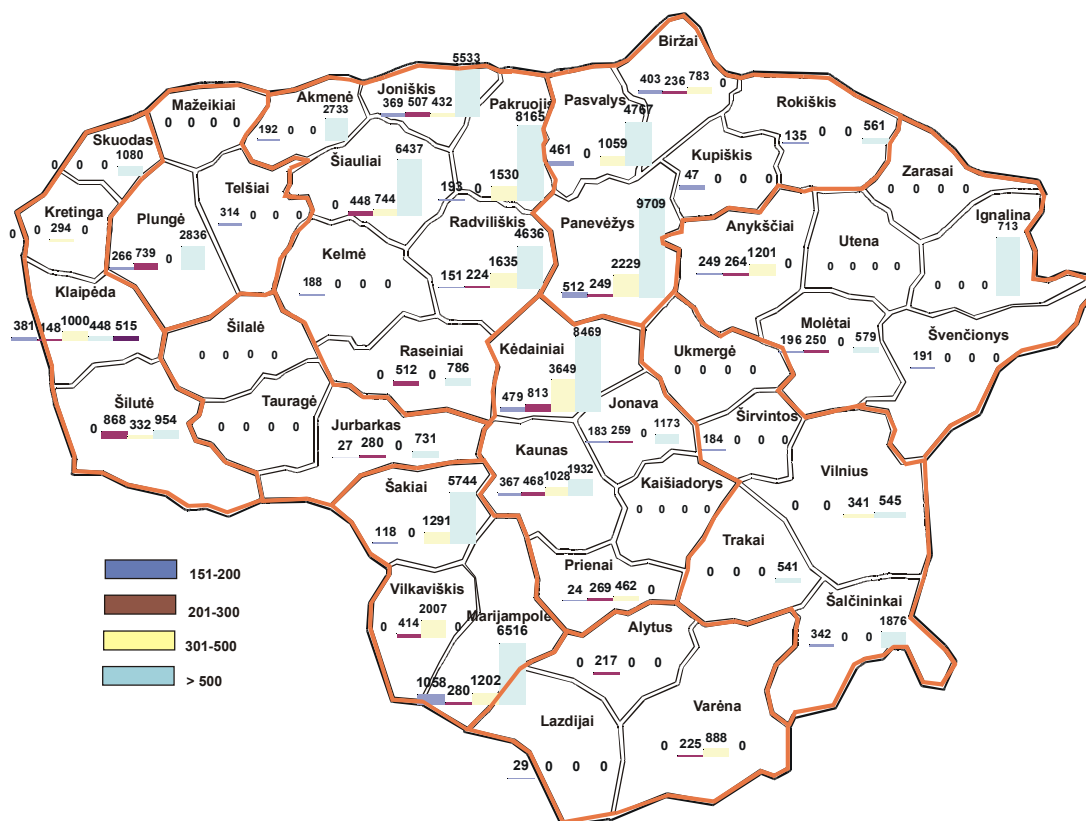 Biržai
403 236 783 0
Joniškis
369 507 432 5533
Akmenė
192 0 0 2733
Mažeikiai
0 0 0 0
Pakruojis
193 0 1530 8165
Pasvalys
461 0 1059 4767
Rokiškis
135 0 0 561
Skuodas
0 0 0 1080
Šiauliai
0 448 744 6437
Kupiškis
47 0 0 0
Zarasai
0 0 0 0
Telšiai
314 0 0 0
Kretinga
0 0 294 0
Plungė
266 739 0 2836
Radviliškis
151 224 1635 4636
Panevėžys
512 249 2229 9709
Anykščiai
249 264 1201 0
Utena
0 0 0 0
Ignalina
0 0 0 713
Kelmė
188 0 0 0
Klaipėda
381 148 1000 448 515
Šilalė
0 0 0 0
Raseiniai
0 512 0 786
Kėdainiai
479 813 3649 8469
Ukmergė
0 0 0 0
Molėtai
196 250 0 579
Švenčionys
191 0 0 0
Šilutė
0 868 332 954
Tauragė
0 0 0 0
Jurbarkas
27 280 0 731
Jonava
183 259 0 1173
Širvintos
184 0 0 0
Kaunas
367 468 1028 1932
Kaišiadorys
0 0 0 0
Vilnius
0 0 341 545
Šakiai
118 0 1291 5744
Trakai
0 0 0 541
Prienai
24 269 462 0
Vilkaviškis
0 414 2007 0
Marijampolė
1058 280 1202 6516
Alytus
0 217 0 0
Šalčininkai
342 0 0 1876
Lazdijai
29 0 0 0
Varėna
0 225 888 0
151-200
201-300
301-500
> 500